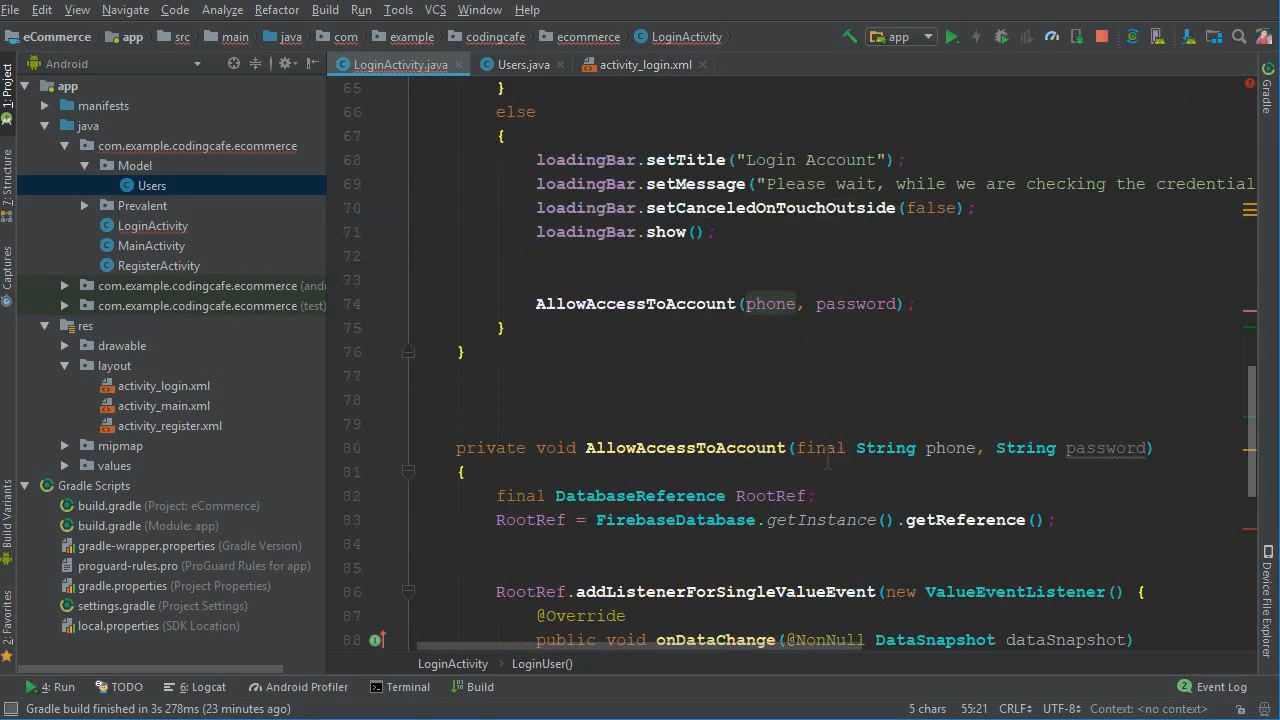 File Edit View Navigate Code Analyze Refactor Build Run Tools VCS Window Help
eCommerce app src main java com example codingcafe ecommerce LoginActivity app
Android LoginActivity.java Users.java activity_login.xml
1: Project
7: Structure
Captures
Build Variants
2: Favorites
app
manifests
java
com.example.codingcafe.ecommerce
Model
Users
Prevalent
LoginActivity
MainActivity
RegisterActivity
com.example.codingcafe.ecommerce (and
com.example.codingcafe.ecommerce (test)
res
drawable
layout
activity_login.xml
activity_main.xml
activity_register.xml
mipmap
values
Gradle Scripts
build.gradle (Project: eCommerce)
build.gradle (Module: app)
gradle-wrapper.properties (Gradle Version)
proguard-rules.pro (ProGuard Rules for app)
gradle.properties (Project Properties)
settings.gradle (Project Settings)
local.properties (SDK Location)
65 }
66 else
67 {
68 loadingBar.setTitle("Login Account");
69 loadingBar.setMessage("Please wait, while we are checking the credential
70 loadingBar.setCanceledOnTouchOutside(false);
71 loadingBar.show();
72
73
74 AllowAccessToAccount(phone, password);
75 }
76 }
77
78
79
80 private void AllowAccessToAccount(final String phone, String password)
81 {
82 final DatabaseReference RootRef;
83 RootRef = FirebaseDatabase.getInstance().getReference();
84
85
86 RootRef.addListenerForSingleValueEvent(new ValueEventListener() {
87 @Override
88 public void onDataChange(@NonNull DataSnapshot dataSnapshot)
LoginActivity LoginUser()
Gradle
Device File Explorer
4: Run TODO 6: Logcat Android Profiler Terminal Build 2 Event Log
Gradle build finished in 3s 278ms (23 minutes ago) 5 chars 55:21 CRLF UTF-8 Context: <no context>